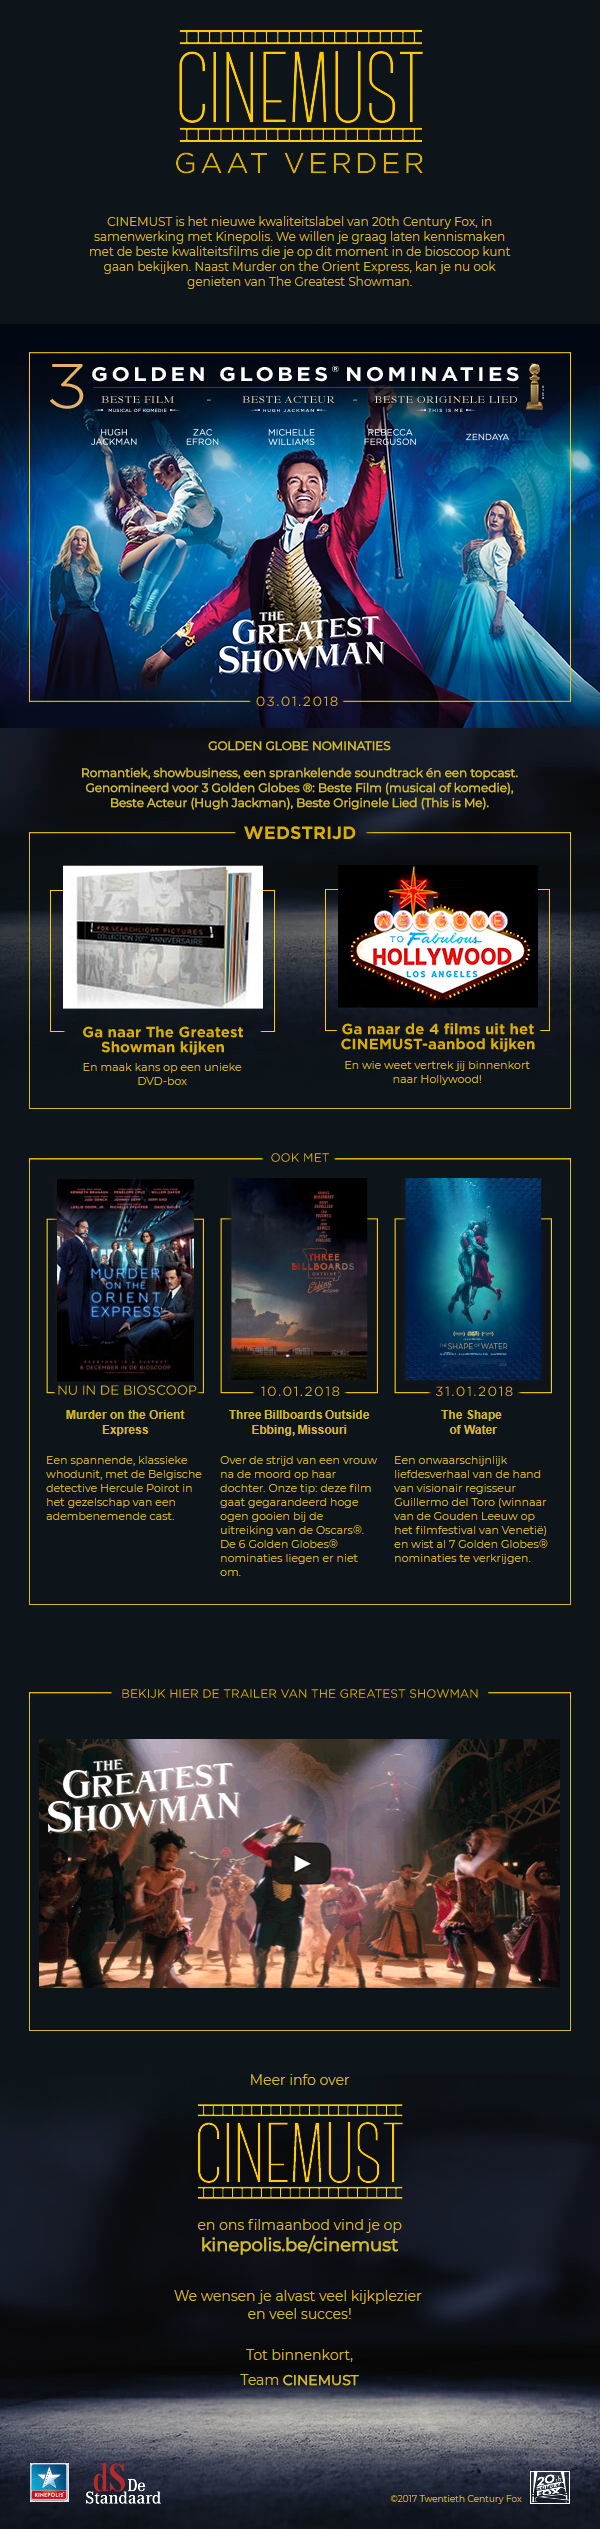 CINEMUST
GAAT VERDER
CINEMUST is het nieuwe kwaliteitslabel van 20th Century Fox, in
samenwerking met Kinepolis. We willen je graag laten kennismaken
met de beste kwaliteitsfilms die je op dit moment in de bioscoop kunt
gaan bekijken. Naast Murder on the Orient Express, kan je nu ook
genieten van The Greatest Showman.
3 GOLDEN GLOBES® NOMINATIES
BESTE FILM - BESTE ACTEUR - BESTE ORIGINELE LIED
MUSICAL OF KOMEDIE HUGH JACKMAN THIS IS ME
HUGH JACKMAN
ZAC EFRON
MICHELLE WILLIAMS
REBECCA FERGUSON
ZENDAYA
THE
GREATEST
SHOWMAN
03.01.2018
GOLDEN GLOBE NOMINATIES
Romantiek, showbusiness, een sprankelende soundtrack én een topcast.
Genomineerd voor 3 Golden Globes ®: Beste Film (musical of komedie),
Beste Acteur (Hugh Jackman), Beste Originele Lied (This is Me).
WEDSTRIJD
FOX SEARCHLIGHT PICTURES
COLLECTION 20ÈME ANNIVERSAIRE
Ga naar The Greatest
Showman kijken
En maak kans op een unieke
DVD-box
WELCOME
TO Fabulous
HOLLYWOOD
LOS ANGELES
Ga naar de 4 films uit het
CINEMUST-aanbod kijken
En wie weet vertrek jij binnenkort
naar Hollywood!
OOK MET
MURDER
ON THE
ORIENT
EXPRESS
6 DECEMBER IN DE BIOSCOOP
NU IN DE BIOSCOOP
Murder on the Orient
Express
Een spannende, klassieke
whodunit, met de Belgische
detective Hercule Poirot in
het gezelschap van een
adembenemende cast.
THREE
BILLBOARDS
OUTSIDE
Ebbing
10.01.2018
Three Billboards Outside
Ebbing, Missouri
Over de strijd van een vrouw
na de moord op haar
dochter. Onze tip: deze film
gaat gegarandeerd hoge
ogen gooien bij de
uitreiking van de Oscars®.
De 6 Golden Globes®
nominaties liegen er niet
om.
THE SHAPE OF WATER
31.01.2018
The Shape
of Water
Een onwaarschijnlijk
liefdesverhaal van de hand
van visionair regisseur
Guillermo del Toro (winnaar
van de Gouden Leeuw op
het filmfestival van Venetië)
en wist al 7 Golden Globes®
nominaties te verkrijgen.
BEKIJK HIER DE TRAILER VAN THE GREATEST SHOWMAN
THE
GREATEST
SHOWMAN
Meer info over
CINEMUST
en ons filmaanbod vind je op
kinepolis.be/cinemust
We wensen je alvast veel kijkplezier
en veel succes!
Tot binnenkort,
Team CINEMUST
KINEPOLIS
dS De
Standaard
©2017 Twentieth Century Fox
20th CENTURY FOX